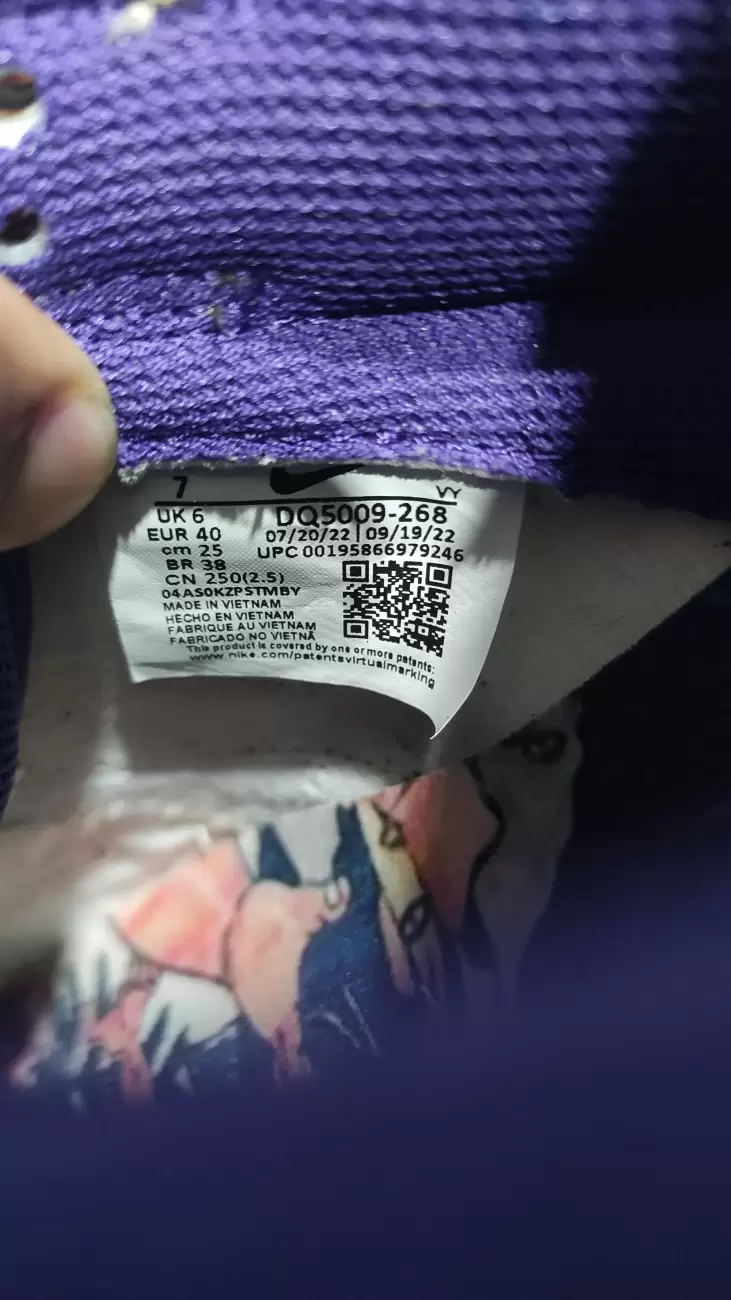 7
VY
UK 6
EUR 40
cm 25
BR 38
CN 250(2.5)
DQ5009-268
07/20/22 | 09/19/22
UPC 00195866979246
04AS0KZPSTMBY
MADE IN VIETNAM
HECHO EN VIETNAM
FABRIQUE AU VIETNAM
FABRICADO NO VIETNÃ
This product is covered by one or more patents:
www.nike.com/patentsvirtualmarking